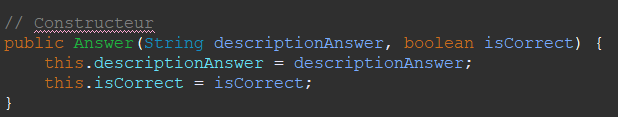 // Constructeur
public Answer(String descriptionAnswer, boolean isCorrect) {
    this.descriptionAnswer = descriptionAnswer;
    this.isCorrect = isCorrect;
}